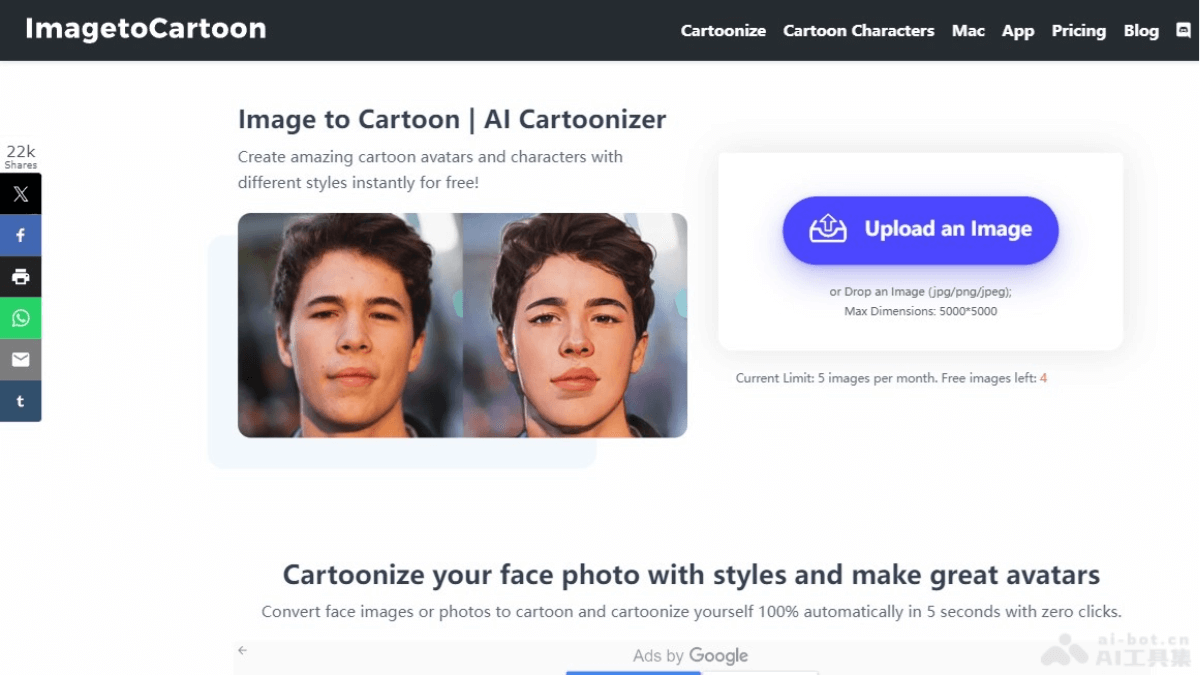 ImagetoCartoon
Cartoonize Cartoon Characters Mac App Pricing Blog
22k
Shares
Image to Cartoon | AI Cartoonizer
Create amazing cartoon avatars and characters with
different styles instantly for free!
Upload an Image
or Drop an Image (jpg/png/jpeg);
Max Dimensions: 5000*5000
Current Limit: 5 images per month. Free images left: 4
Cartoonize your face photo with styles and make great avatars
Convert face images or photos to cartoon and cartoonize yourself 100% automatically in 5 seconds with zero clicks.
Ads by Google
ai-bot.cn
AI工具集